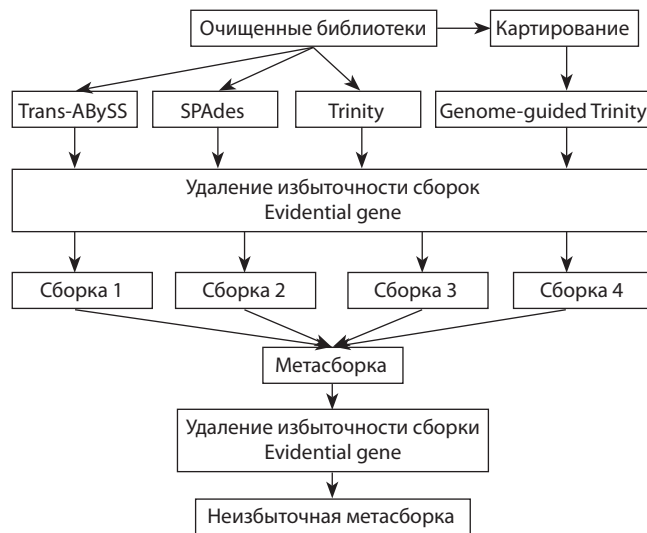 Очищенные библиотеки
Картирование
Trans-ABySS
SPAdes
Trinity
Genome-guided Trinity
Удаление избыточности сборок
Evidential gene
Сборка 1
Сборка 2
Сборка 3
Сборка 4
Метасборка
Удаление избыточности сборки
Evidential gene
Неизбыточная метасборка